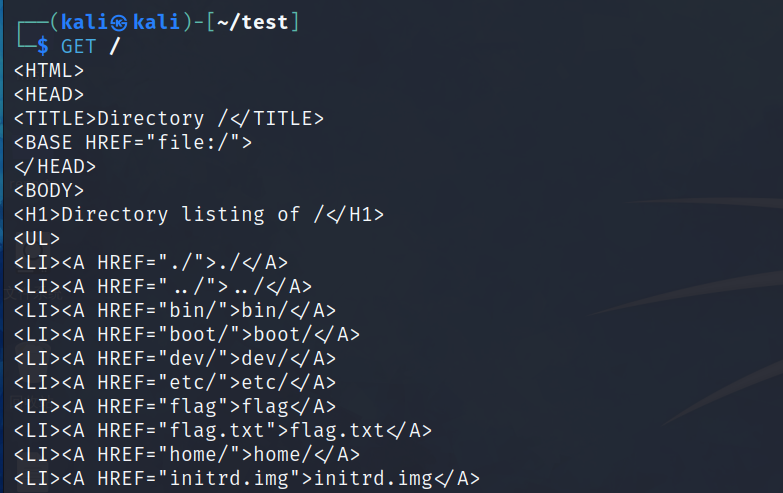 ┌──(kali㉿kali)-[~/test]
└─$ GET /
<HTML>
<HEAD>
<TITLE>Directory /</TITLE>
<BASE HREF="file:/">
</HEAD>
<BODY>
<H1>Directory listing of /</H1>
<UL>
<LI><A HREF="./">./</A>
<LI><A HREF="../">../</A>
<LI><A HREF="bin/">bin/</A>
<LI><A HREF="boot/">boot/</A>
<LI><A HREF="dev/">dev/</A>
<LI><A HREF="etc/">etc/</A>
<LI><A HREF="flag">flag</A>
<LI><A HREF="flag.txt">flag.txt</A>
<LI><A HREF="home/">home/</A>
<LI><A HREF="initrd.img">initrd.img</A>